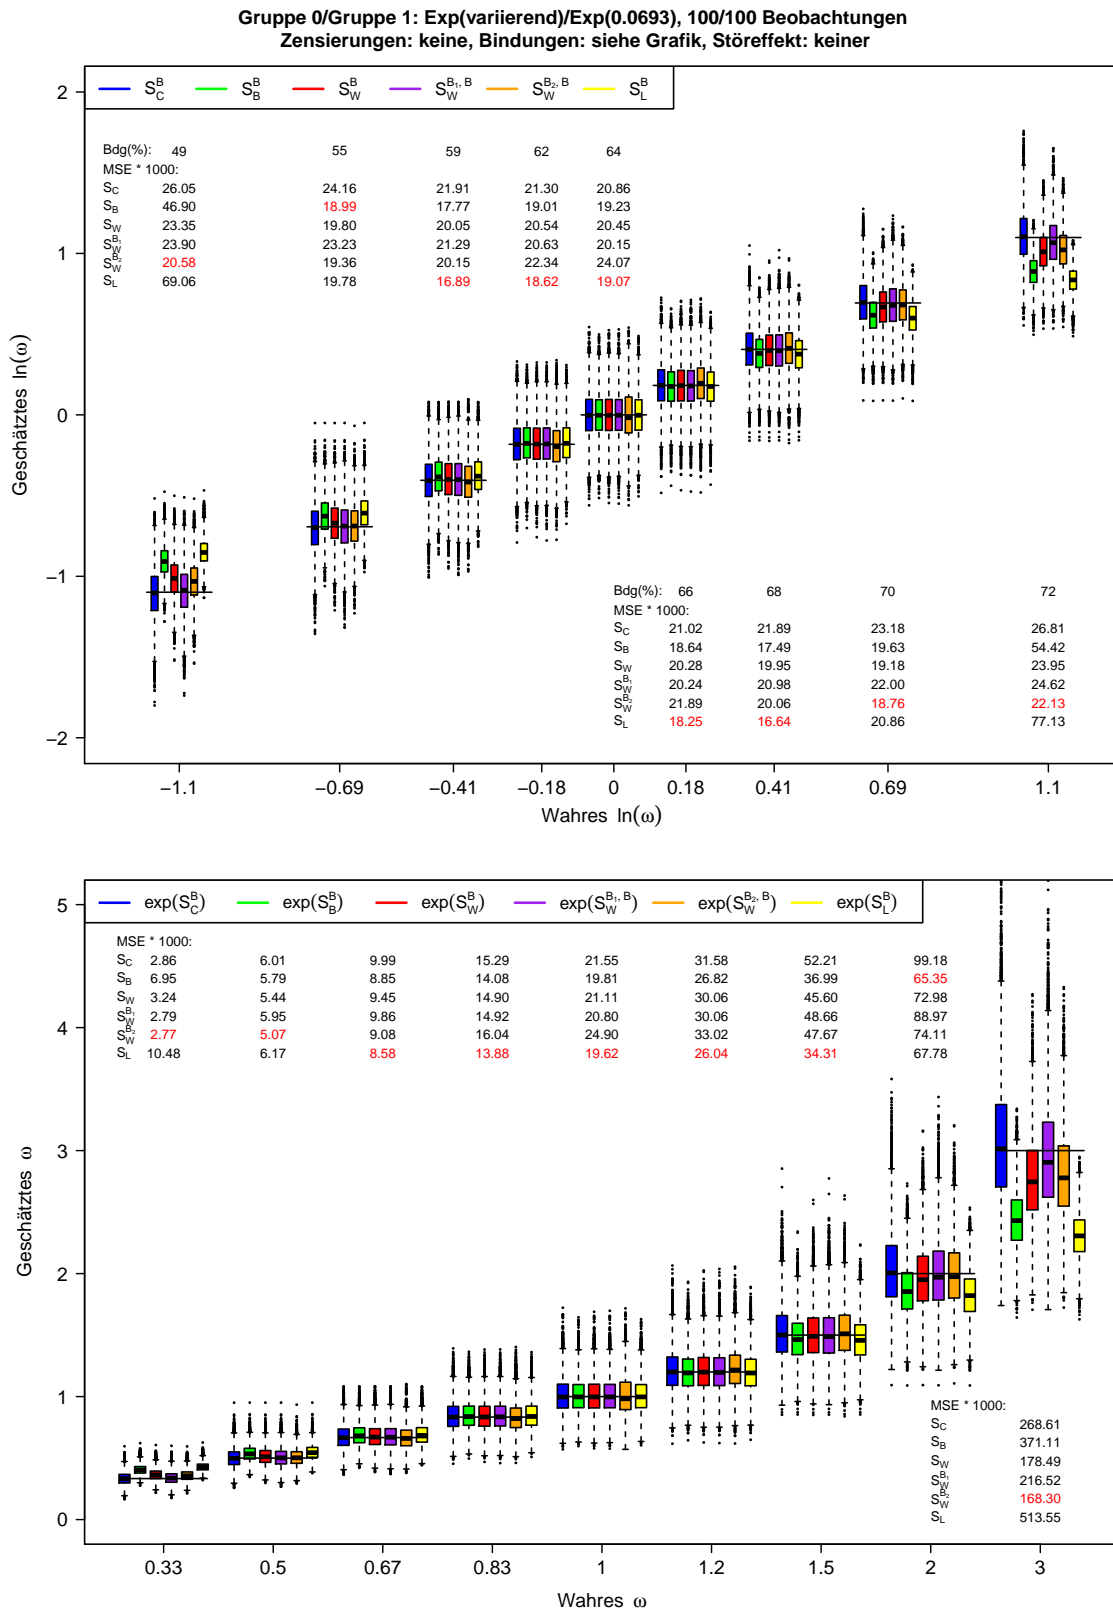 Gruppe 0/Gruppe 1: Exp(variierend)/Exp(0.0693), 100/100 Beobachtungen
Zensierungen: keine, Bindungen: siehe Grafik, Störeffekt: keiner
S_C^B S_B^B S_W^B S_W^{B₁, B} S_W^{B₂, B} S_L^B
Bdg(%): 49 55 59 62 64
MSE * 1000:
S_C 26.05 24.16 21.91 21.30 20.86
S_B 46.90 18.99 17.77 19.01 19.23
S_W 23.35 19.80 20.05 20.54 20.45
S_W^{B₁} 23.90 23.23 21.29 20.63 20.15
S_W^{B₂} 20.58 19.36 20.15 22.34 24.07
S_L 69.06 19.78 16.89 18.62 19.07
Geschätztes ln(ω)
2
1
0
−1
−2
Bdg(%): 66 68 70 72
MSE * 1000:
S_C 21.02 21.89 23.18 26.81
S_B 18.64 17.49 19.63 54.42
S_W 20.28 19.95 19.18 23.95
S_W^{B₁} 20.24 20.98 22.00 24.62
S_W^{B₂} 21.89 20.06 18.76 22.13
S_L 18.25 16.64 20.86 77.13
−1.1 −0.69 −0.41 −0.18 0 0.18 0.41 0.69 1.1
Wahres ln(ω)
exp(S_C^B) exp(S_B^B) exp(S_W^B) exp(S_W^{B₁, B}) exp(S_W^{B₂, B}) exp(S_L^B)
MSE * 1000:
S_C 2.86 6.01 9.99 15.29 21.55 31.58 52.21 99.18
S_B 6.95 5.79 8.85 14.08 19.81 26.82 36.99 65.35
S_W 3.24 5.44 9.45 14.90 21.11 30.06 45.60 72.98
S_W^{B₁} 2.79 5.95 9.86 14.92 20.80 30.06 48.66 88.97
S_W^{B₂} 2.77 5.07 9.08 16.04 24.90 33.02 47.67 74.11
S_L 10.48 6.17 8.58 13.88 19.62 26.04 34.31 67.78
Geschätztes ω
5
4
3
2
1
0
MSE * 1000:
S_C 268.61
S_B 371.11
S_W 178.49
S_W^{B₁} 216.52
S_W^{B₂} 168.30
S_L 513.55
0.33 0.5 0.67 0.83 1 1.2 1.5 2 3
Wahres ω